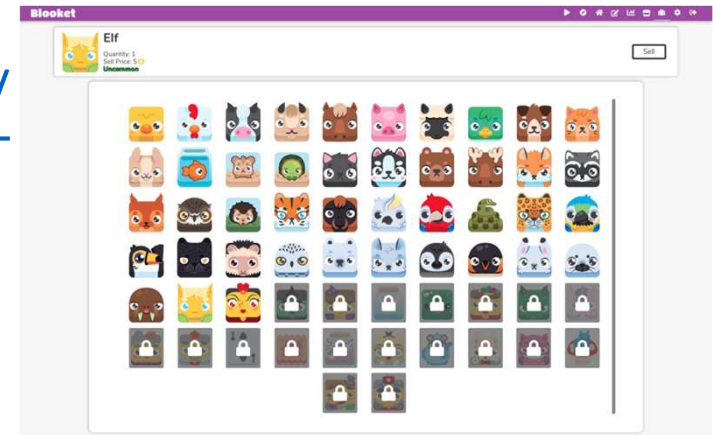 Blooket
Elf
Quantity: 1
Sell Price: 5
Uncommon
Sell